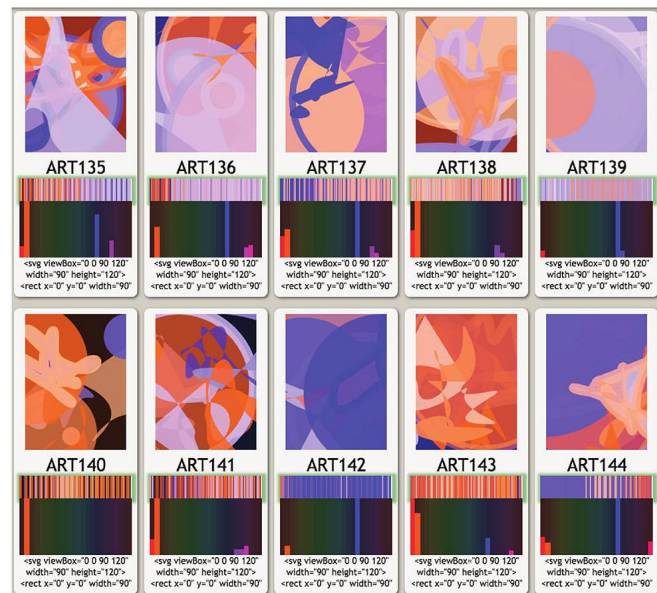 ART135
<svg viewBox="0 0 90 120"
width="90" height="120">
<rect x="0" y="0" width="90"
ART136
<svg viewBox="0 0 90 120"
width="90" height="120">
<rect x="0" y="0" width="90"
ART137
<svg viewBox="0 0 90 120"
width="90" height="120">
<rect x="0" y="0" width="90"
ART138
<svg viewBox="0 0 90 120"
width="90" height="120">
<rect x="0" y="0" width="90"
ART139
<svg viewBox="0 0 90 120"
width="90" height="120">
<rect x="0" y="0" width="90"
ART140
<svg viewBox="0 0 90 120"
width="90" height="120">
<rect x="0" y="0" width="90"
ART141
<svg viewBox="0 0 90 120"
width="90" height="120">
<rect x="0" y="0" width="90"
ART142
<svg viewBox="0 0 90 120"
width="90" height="120">
<rect x="0" y="0" width="90"
ART143
<svg viewBox="0 0 90 120"
width="90" height="120">
<rect x="0" y="0" width="90"
ART144
<svg viewBox="0 0 90 120"
width="90" height="120">
<rect x="0" y="0" width="90"